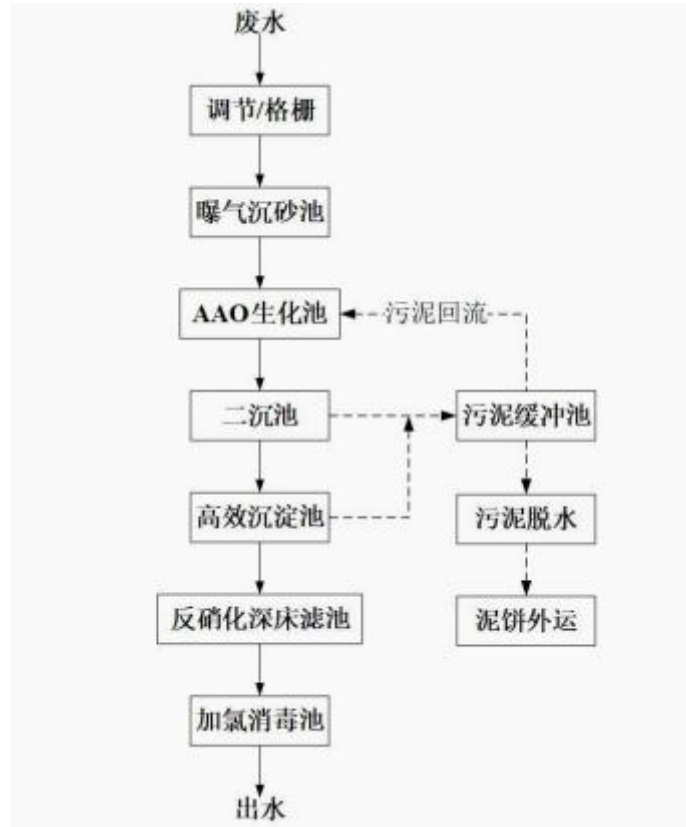 废水
调节/格栅
曝气沉砂池
AAO生化池
污泥回流
二沉池
污泥缓冲池
高效沉淀池
污泥脱水
反硝化深床滤池
泥饼外运
加氯消毒池
出水